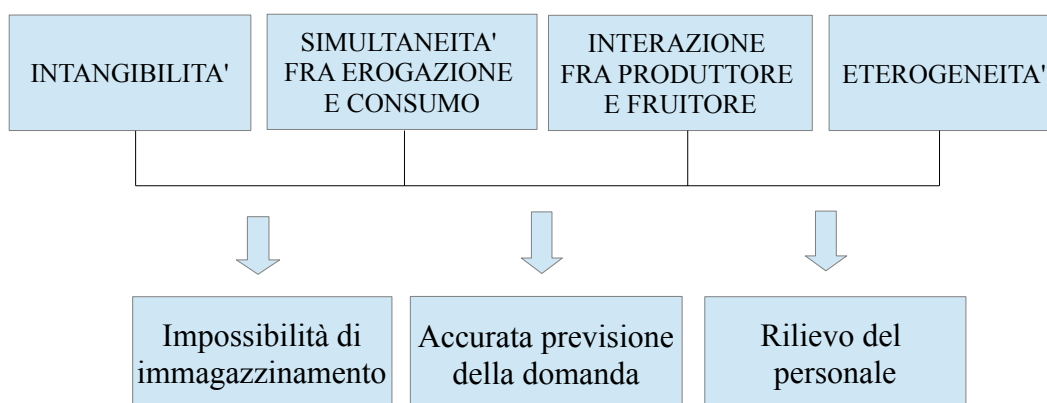 INTANGIBILITA'
SIMULTANEITA'
FRA EROGAZIONE
E CONSUMO
INTERAZIONE
FRA PRODUTTORE
E FRUITORE
ETEROGENEITA'
Impossibilità di
immagazzinamento
Accurata previsione
della domanda
Rilievo del
personale